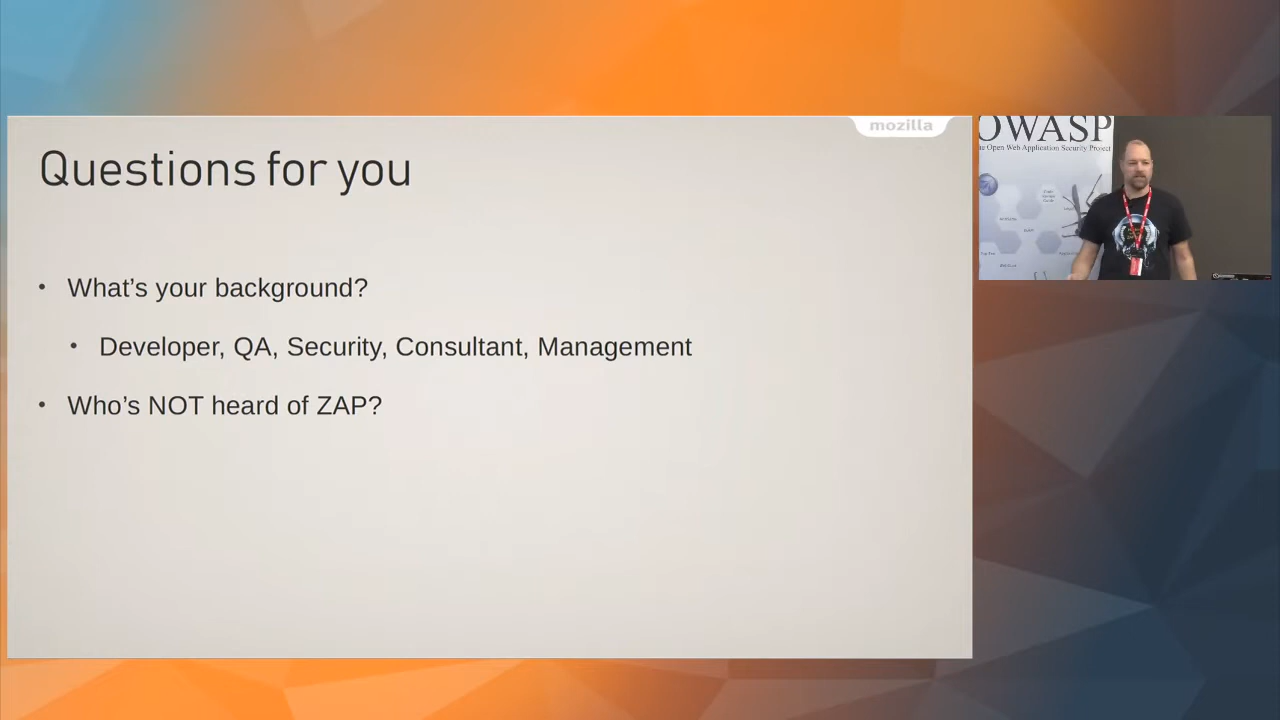 mozilla
Questions for you
• What’s your background?
• Developer, QA, Security, Consultant, Management
• Who’s NOT heard of ZAP?
OWASP
Open Web Application Security Project